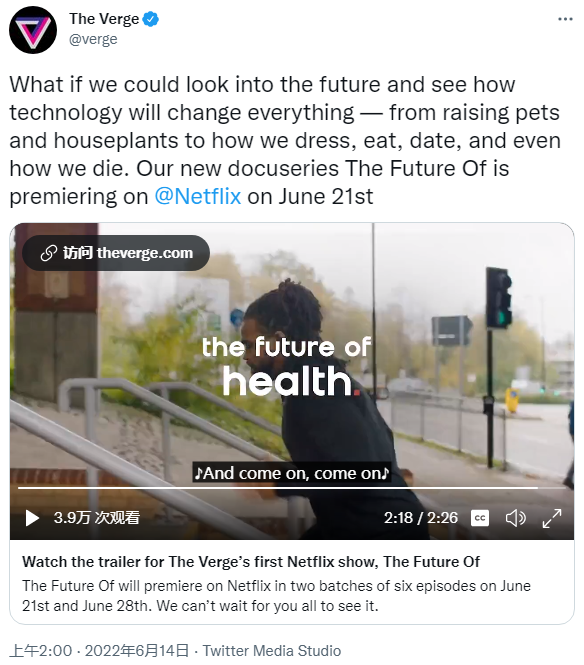 The Verge
@verge
What if we could look into the future and see how
technology will change everything — from raising pets
and houseplants to how we dress, eat, date, and even
how we die. Our new docuseries The Future Of is
premiering on @Netflix on June 21st
访问 theverge.com
the future of
health.
♪And come on, come on♪
3.9万 次观看
2:18 / 2:26
CC
Watch the trailer for The Verge’s first Netflix show, The Future Of
The Future Of will premiere on Netflix in two batches of six episodes on June
21st and June 28th. We can’t wait for you all to see it.
上午2:00 · 2022年6月14日 · Twitter Media Studio